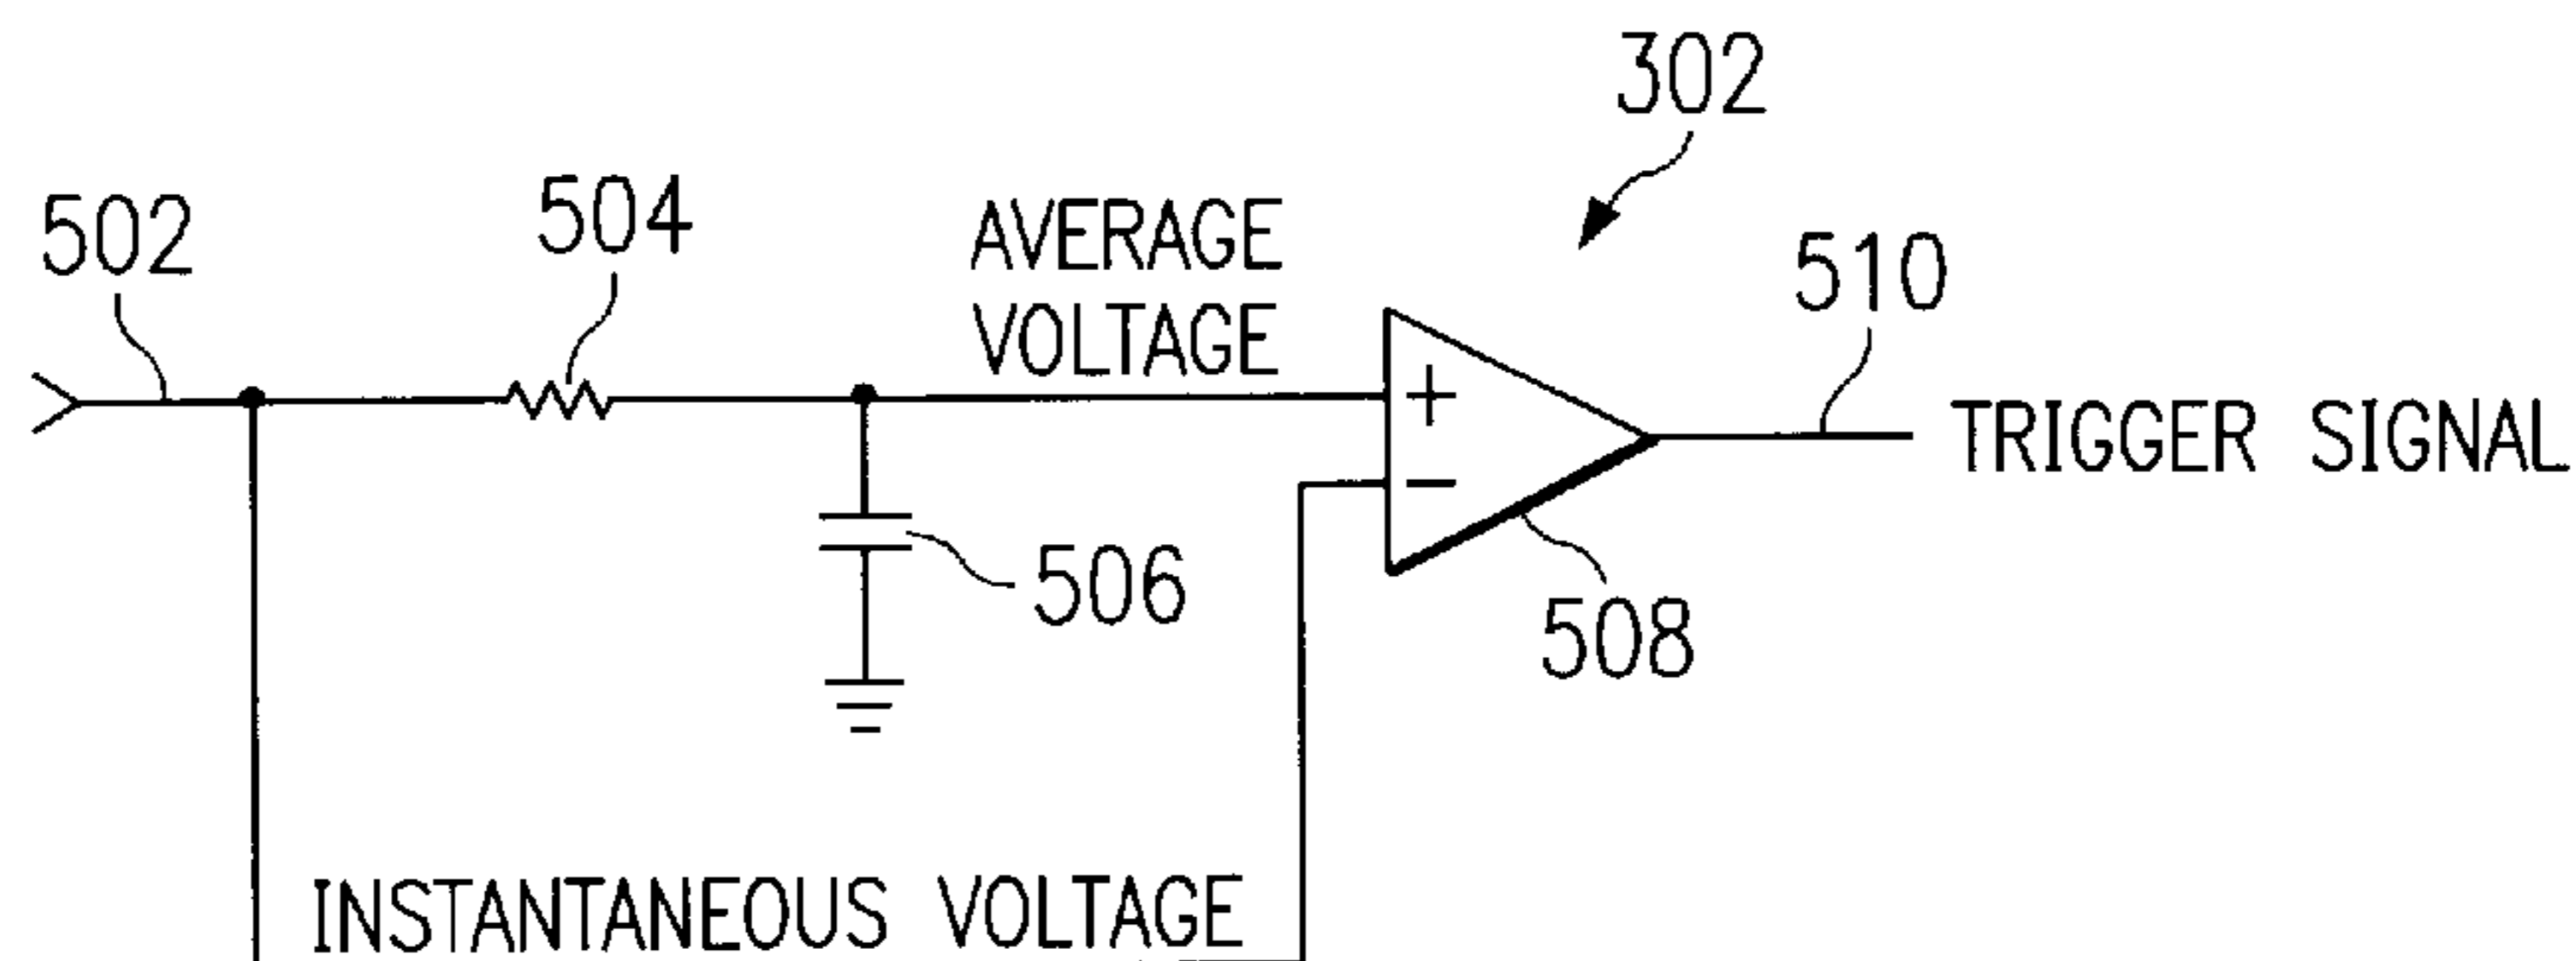 302
502
504
AVERAGE
VOLTAGE
510
+
−
TRIGGER SIGNAL
506
508
INSTANTANEOUS VOLTAGE